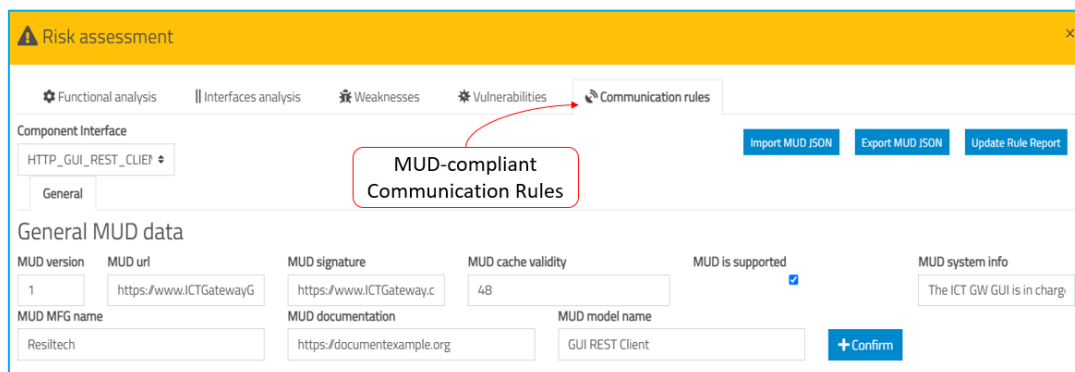 Risk assessment
×
Functional analysis Interfaces analysis Weaknesses Vulnerabilities Communication rules
Component Interface
HTTP_GUI_REST_CLIEN
Import MUD JSON Export MUD JSON Update Rule Report
MUD-compliant
Communication Rules
General
General MUD data
MUD version MUD url MUD signature MUD cache validity MUD is supported MUD system info
1 https://www.ICTGatewayG https://www.ICTGateway.c 48 The ICT GW GUI is in charg
MUD MFG name MUD documentation MUD model name
Resiltech https://documentexample.org GUI REST Client +Confirm